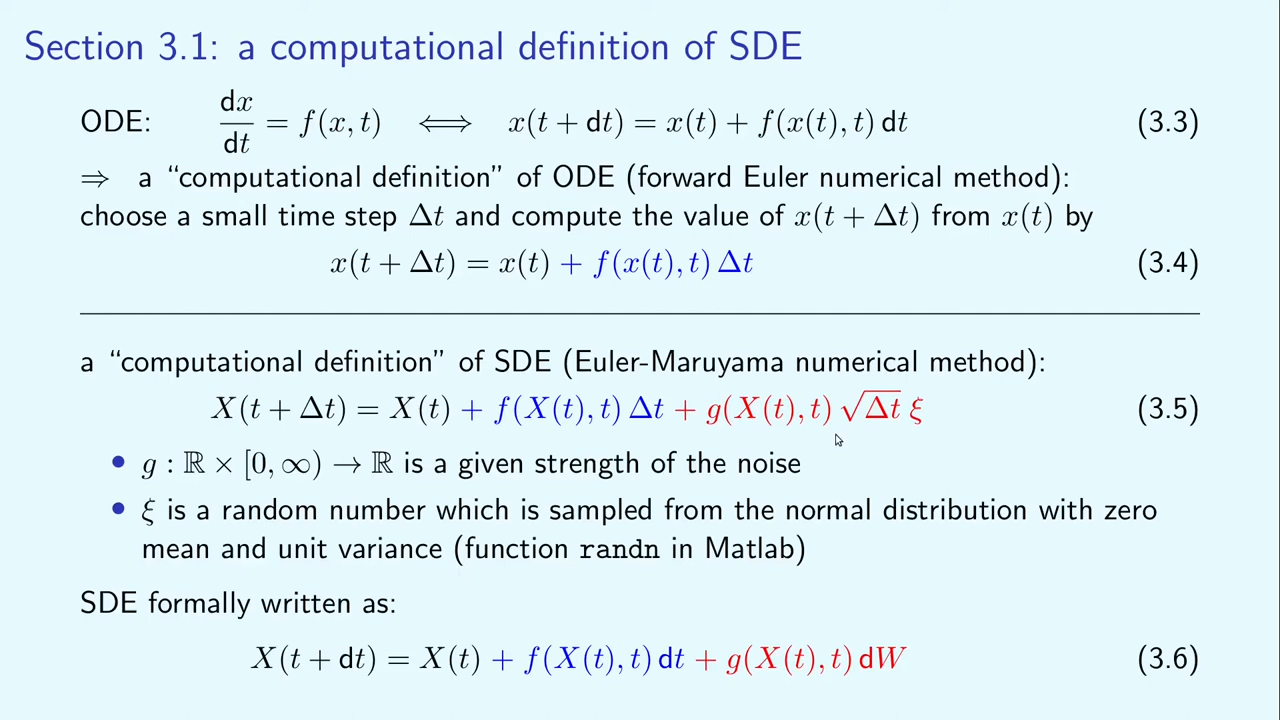 Section 3.1: a computational definition of SDE
ODE: dx/dt = f(x, t) ⟺ x(t + dt) = x(t) + f(x(t), t) dt (3.3)
⇒ a “computational definition” of ODE (forward Euler numerical method):
choose a small time step Δt and compute the value of x(t + Δt) from x(t) by
x(t + Δt) = x(t) + f(x(t), t) Δt (3.4)
a “computational definition” of SDE (Euler-Maruyama numerical method):
X(t + Δt) = X(t) + f(X(t), t) Δt + g(X(t), t) √Δt ξ (3.5)
• g : ℝ × [0, ∞) → ℝ is a given strength of the noise
• ξ is a random number which is sampled from the normal distribution with zero
mean and unit variance (function randn in Matlab)
SDE formally written as:
X(t + dt) = X(t) + f(X(t), t) dt + g(X(t), t) dW (3.6)